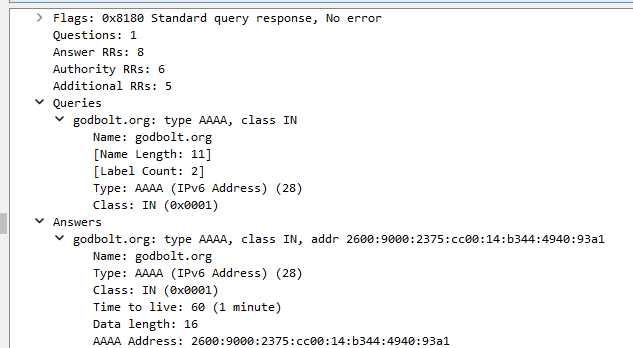 Flags: 0x8180 Standard query response, No error
Questions: 1
Answer RRs: 8
Authority RRs: 6
Additional RRs: 5
Queries
godbolt.org: type AAAA, class IN
Name: godbolt.org
[Name Length: 11]
[Label Count: 2]
Type: AAAA (IPv6 Address) (28)
Class: IN (0x0001)
Answers
godbolt.org: type AAAA, class IN, addr 2600:9000:2375:cc00:14:b344:4940:93a1
Name: godbolt.org
Type: AAAA (IPv6 Address) (28)
Class: IN (0x0001)
Time to live: 60 (1 minute)
Data length: 16
AAAA Address: 2600:9000:2375:cc00:14:b344:4940:93a1